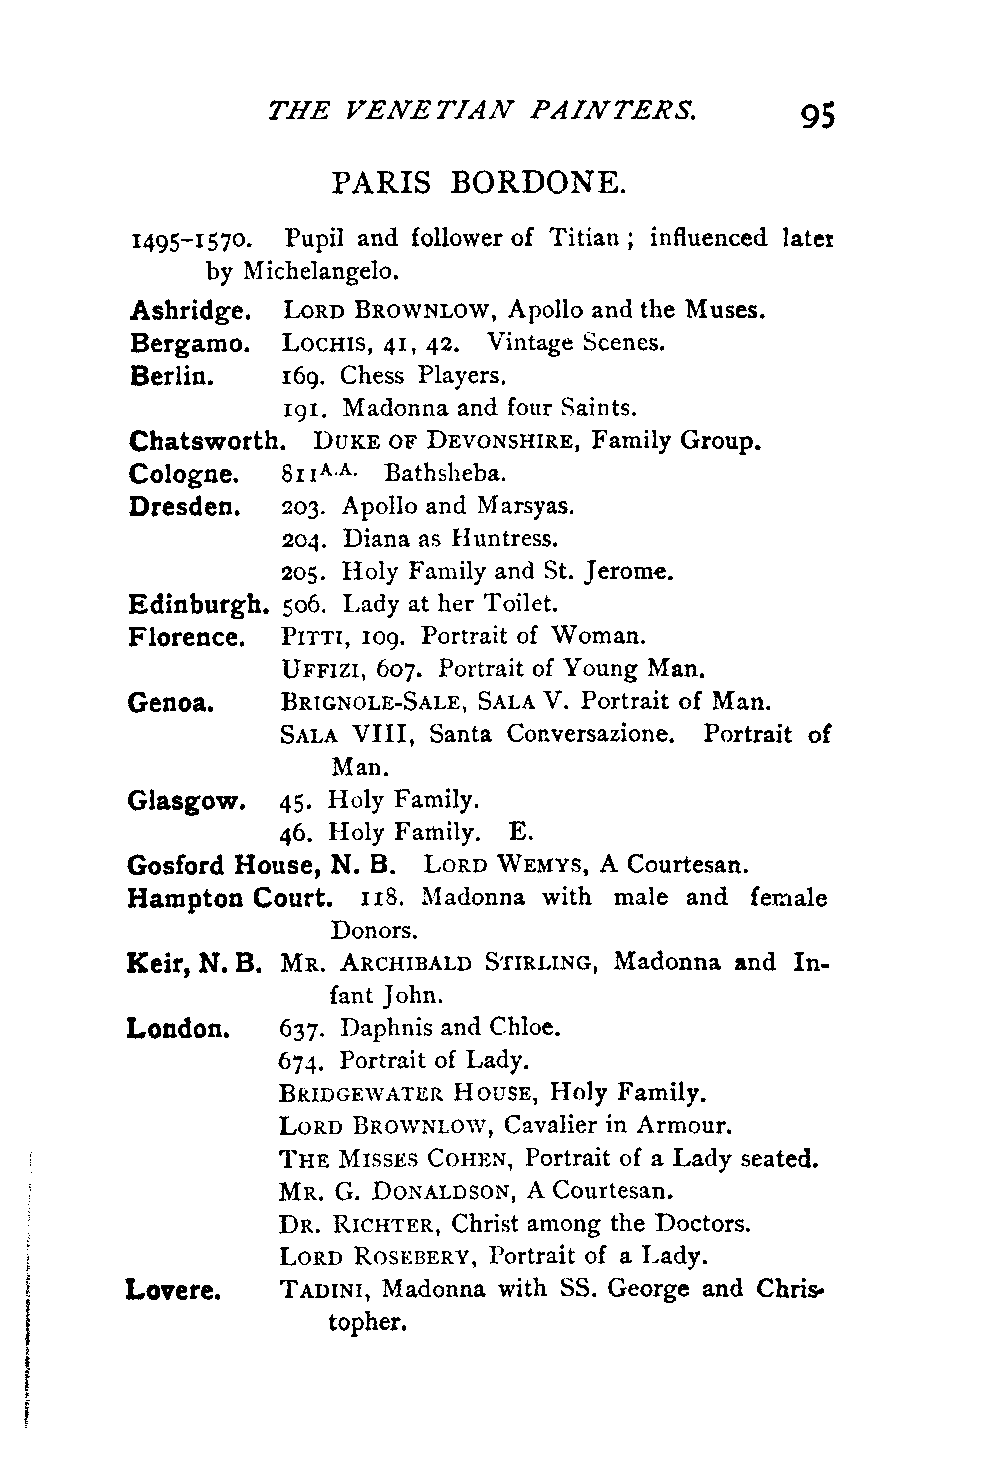 THE VENETIAN PAINTERS. 95
PARIS BORDONE.
1495-1570. Pupil and follower of Titian; influenced later
by Michelangelo.
Ashridge. LORD BROWNLOW, Apollo and the Muses.
Bergamo. LOCHIS, 41, 42. Vintage Scenes.
Berlin. 169. Chess Players.
191. Madonna and four Saints.
Chatsworth. DUKE OF DEVONSHIRE, Family Group.
Cologne. 811A.A. Bathsheba.
Dresden. 203. Apollo and Marsyas.
204. Diana as Huntress.
205. Holy Family and St. Jerome.
Edinburgh. 506. Lady at her Toilet.
Florence. PITTI, 109. Portrait of Woman.
UFFIZI, 607. Portrait of Young Man.
Genoa. BRIGNOLE-SALE, SALA V. Portrait of Man.
SALA VIII, Santa Conversazione. Portrait of
Man.
Glasgow. 45. Holy Family.
46. Holy Family. E.
Gosford House, N. B. LORD WEMYS, A Courtesan.
Hampton Court. 118. Madonna with male and female
Donors.
Keir, N. B. MR. ARCHIBALD STIRLING, Madonna and In-
fant John.
London. 637. Daphnis and Chloe.
674. Portrait of Lady.
BRIDGEWATER HOUSE, Holy Family.
LORD BROWNLOW, Cavalier in Armour.
THE MISSES COHEN, Portrait of a Lady seated.
MR. G. DONALDSON, A Courtesan.
DR. RICHTER, Christ among the Doctors.
LORD ROSEBERY, Portrait of a Lady.
Lovere. TADINI, Madonna with SS. George and Chris-
topher.